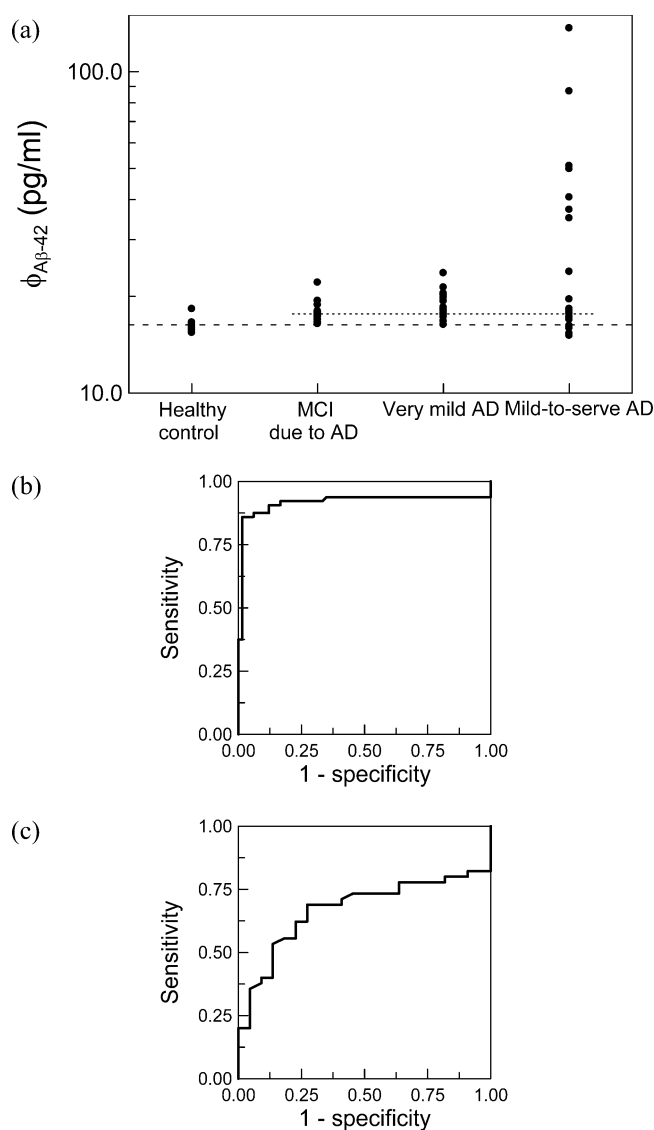 (a)
100.0
10.0
ϕAβ-42 (pg/ml)
Healthy
control
MCI
due to AD
Very mild AD
Mild-to-serve AD
(b)
1.00
0.75
0.50
0.25
0.00
Sensitivity
0.00 0.25 0.50 0.75 1.00
1 - specificity
(c)
1.00
0.75
0.50
0.25
0.00
Sensitivity
0.00 0.25 0.50 0.75 1.00
1 - specificity